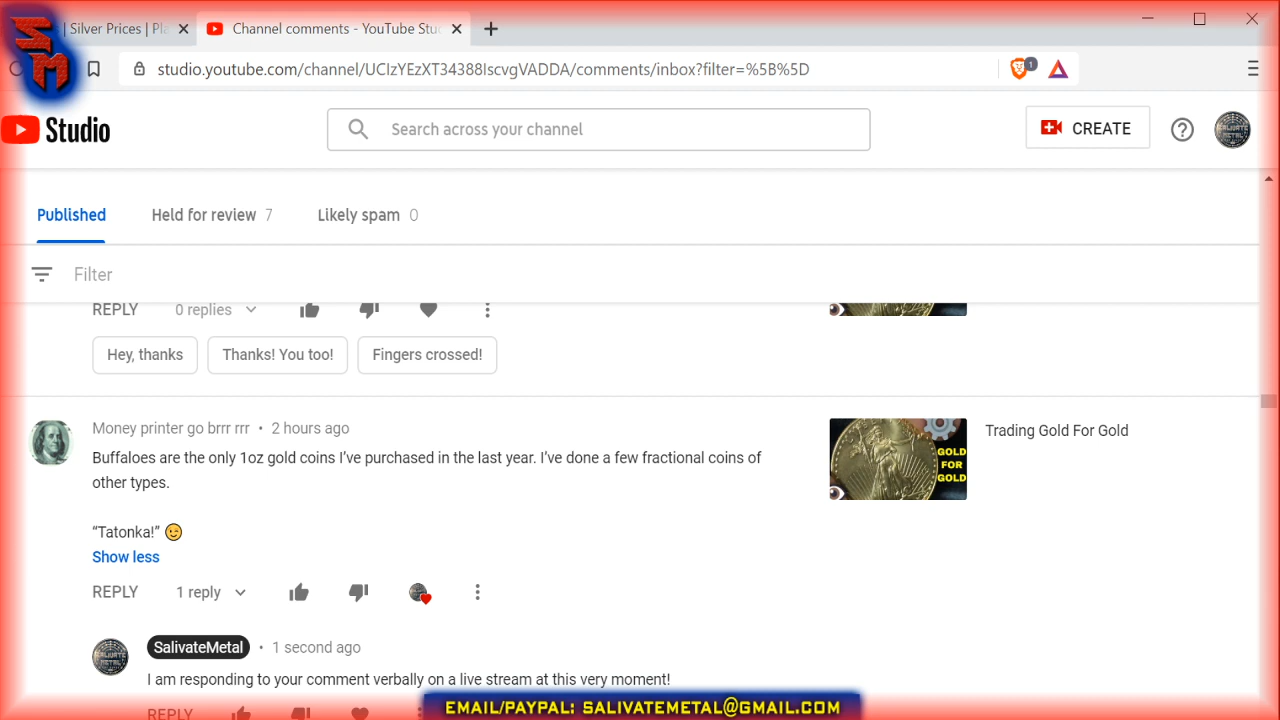 SM
| Silver Prices | Pla
Channel comments - YouTube Stu
studio.youtube.com/channel/UCIzYEzXT34388IscvgVADDA/comments/inbox?filter=%5B%5D
1
Studio
Search across your channel
CREATE
SALIVATE METAL
Published
Held for review 7
Likely spam 0
Filter
REPLY
0 replies
Hey, thanks
Thanks! You too!
Fingers crossed!
Money printer go brrr rrr • 2 hours ago
Buffaloes are the only 1oz gold coins I’ve purchased in the last year. I’ve done a few fractional coins of
other types.
“Tatonka!” 😉
Show less
REPLY
1 reply
GOLD
FOR
GOLD
Trading Gold For Gold
SalivateMetal • 1 second ago
I am responding to your comment verbally on a live stream at this very moment!
REPLY
EMAIL/PAYPAL: SALIVATEMETAL@GMAIL.COM